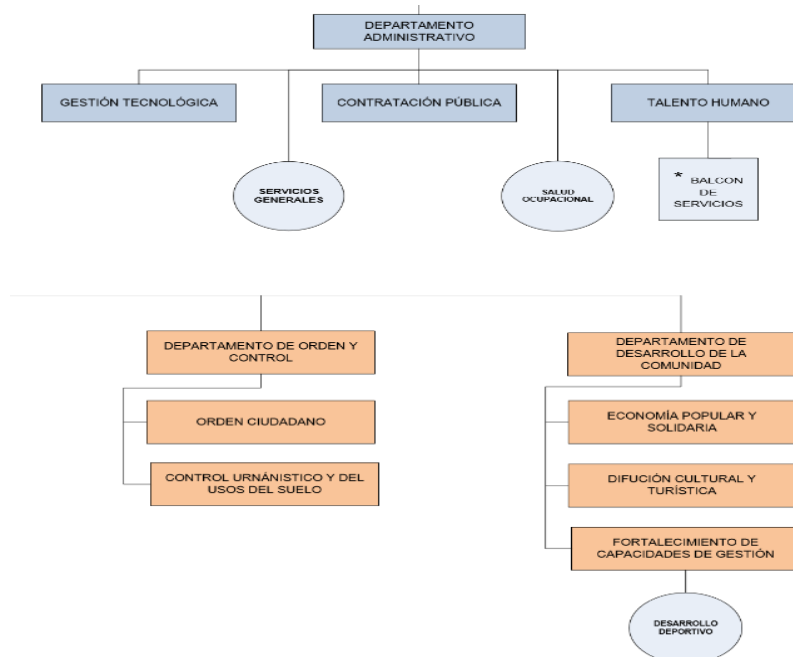 DEPARTAMENTO
ADMINISTRATIVO
GESTIÓN TECNOLÓGICA
CONTRATACIÓN PÚBLICA
TALENTO HUMANO
SERVICIOS
GENERALES
SALUD
OCUPACIONAL
* BALCON
DE
SERVICIOS
DEPARTAMENTO DE ORDEN Y
CONTROL
ORDEN CIUDADANO
CONTROL URNÁNISTICO Y DEL
USOS DEL SUELO
DEPARTAMENTO DE
DESARROLLO DE LA
COMUNIDAD
ECONOMÍA POPULAR Y
SOLIDARIA
DIFUCIÓN CULTURAL Y
TURÍSTICA
FORTALECIMIENTO DE
CAPACIDADES DE GESTIÓN
DESARROLLO
DEPORTIVO